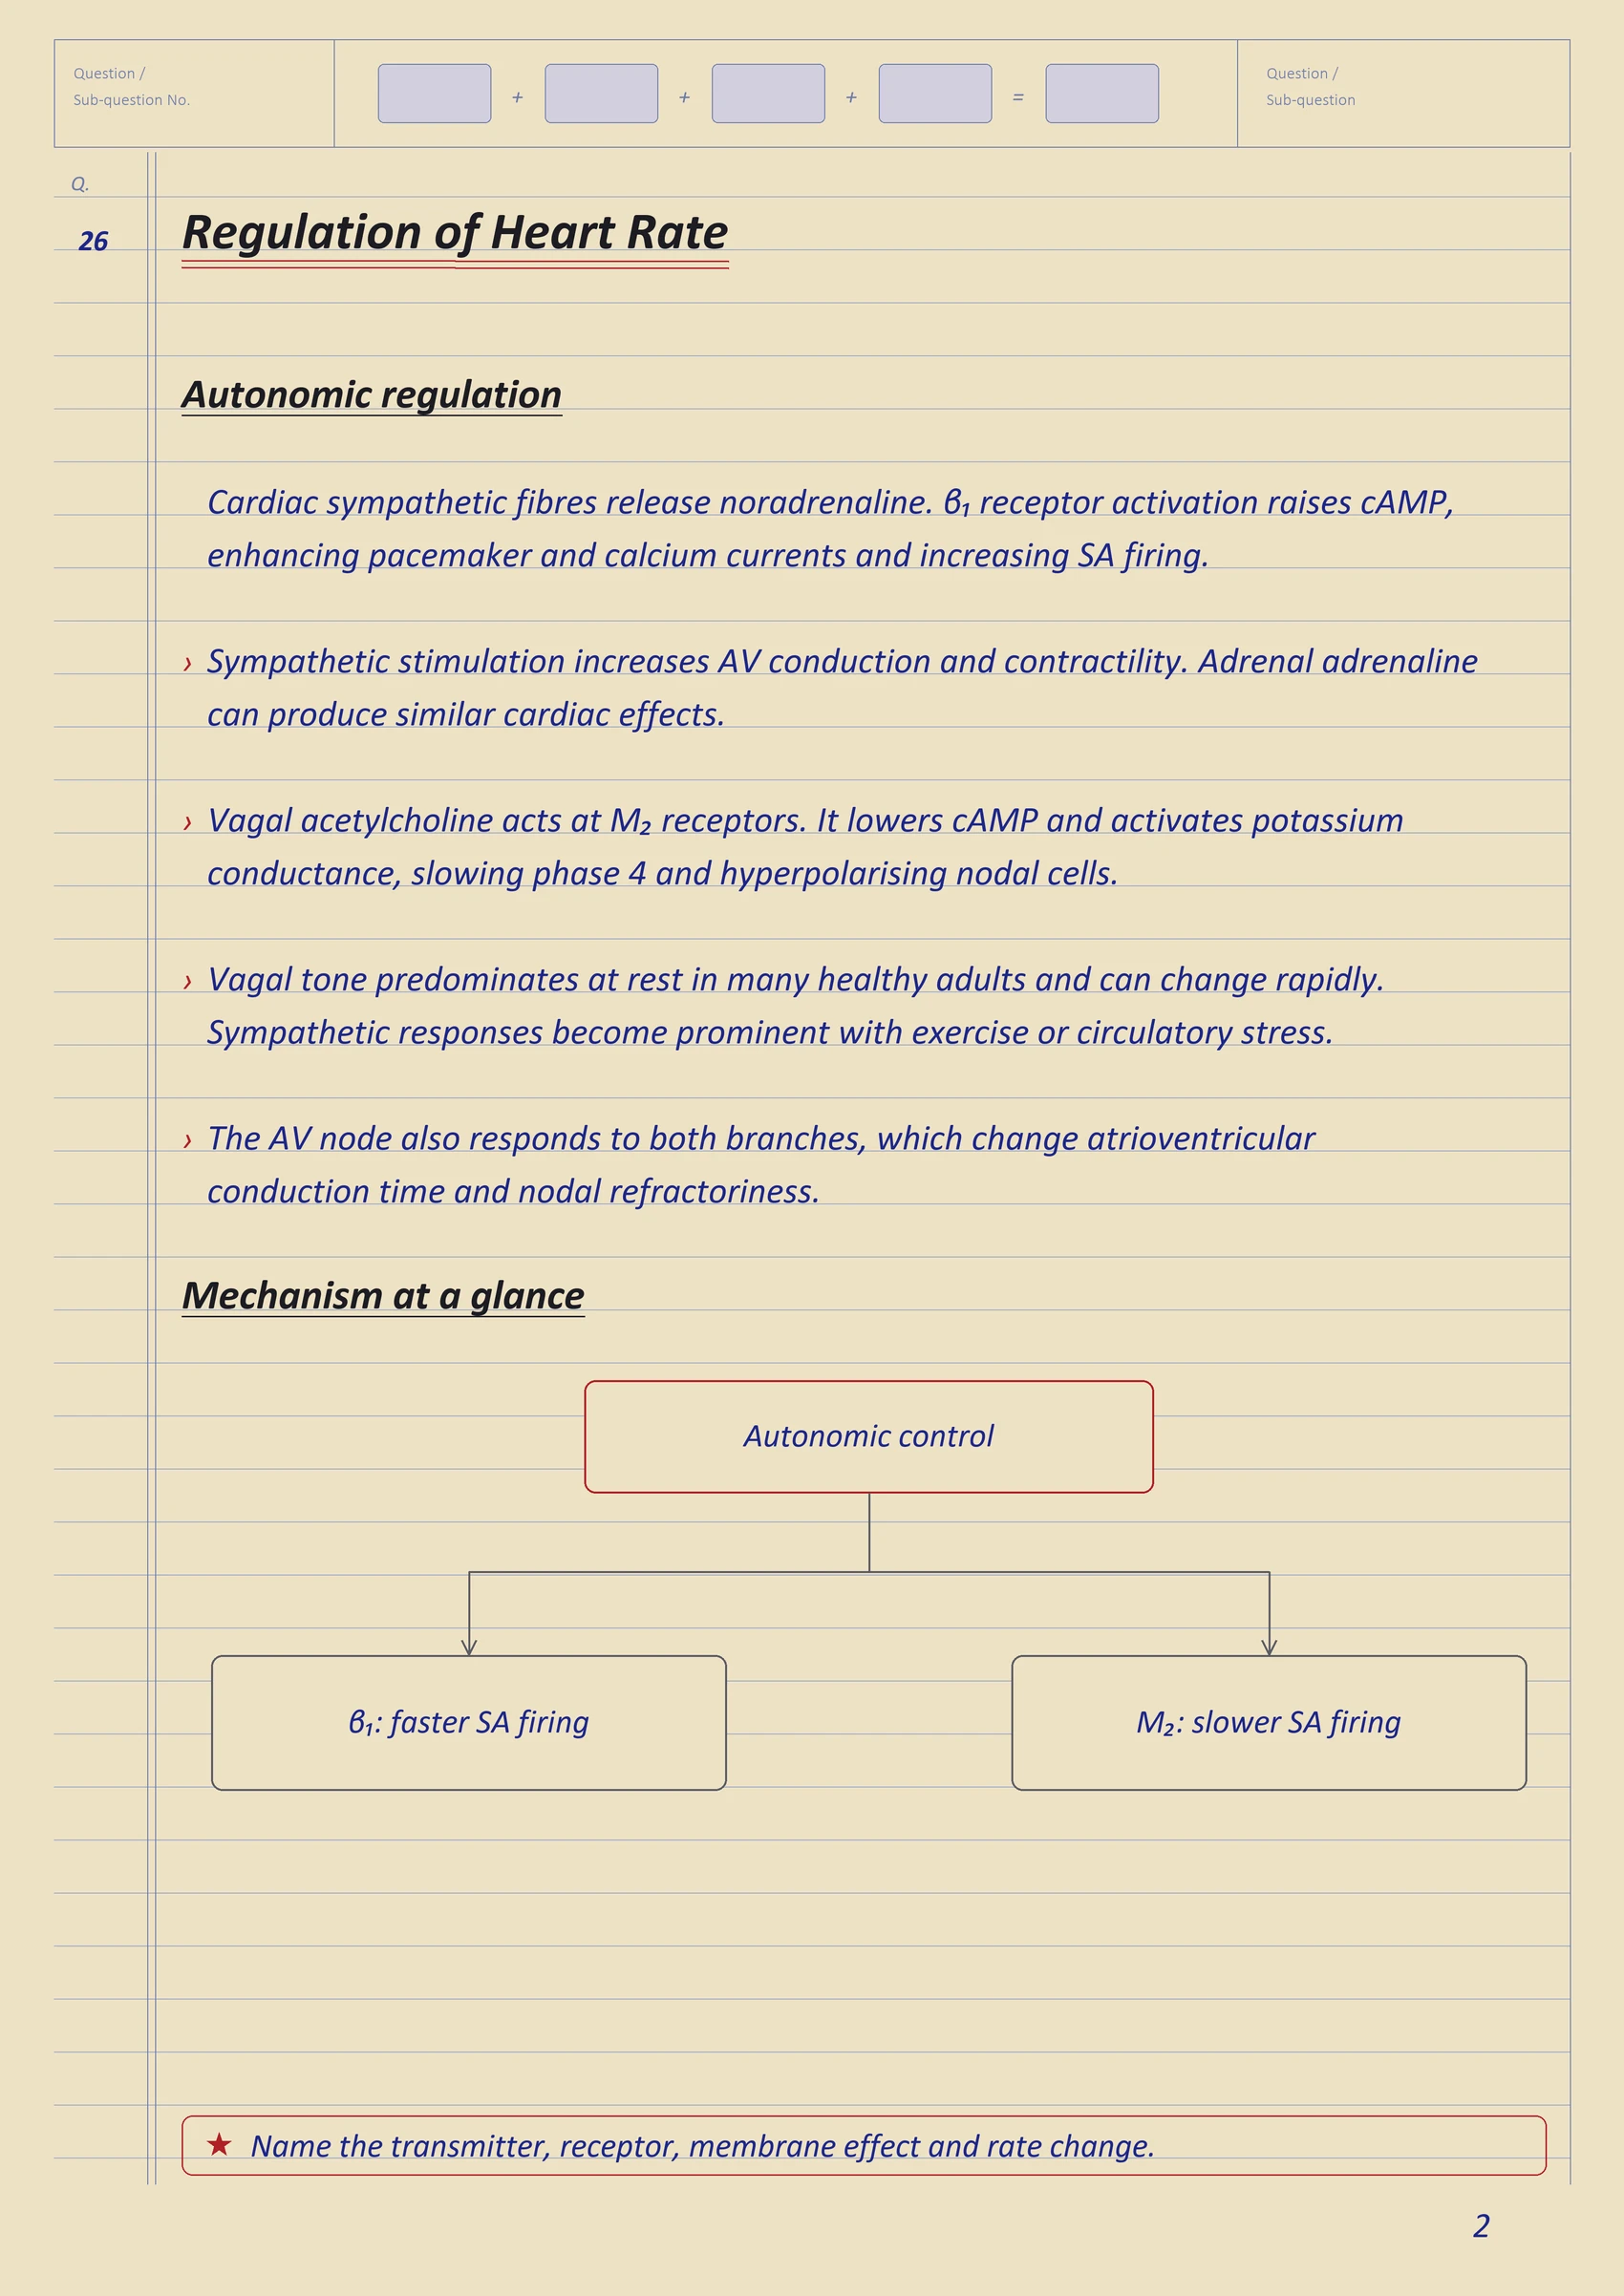 Question /
Sub-question No.
+ + + =
Question /
Sub-question
Q.
26
Regulation of Heart Rate
Autonomic regulation
Cardiac sympathetic fibres release noradrenaline. β₁ receptor activation raises cAMP,
enhancing pacemaker and calcium currents and increasing SA firing.
› Sympathetic stimulation increases AV conduction and contractility. Adrenal adrenaline
can produce similar cardiac effects.
› Vagal acetylcholine acts at M₂ receptors. It lowers cAMP and activates potassium
conductance, slowing phase 4 and hyperpolarising nodal cells.
› Vagal tone predominates at rest in many healthy adults and can change rapidly.
Sympathetic responses become prominent with exercise or circulatory stress.
› The AV node also responds to both branches, which change atrioventricular
conduction time and nodal refractoriness.
Mechanism at a glance
Autonomic control
β₁: faster SA firing
M₂: slower SA firing
★ Name the transmitter, receptor, membrane effect and rate change.
2